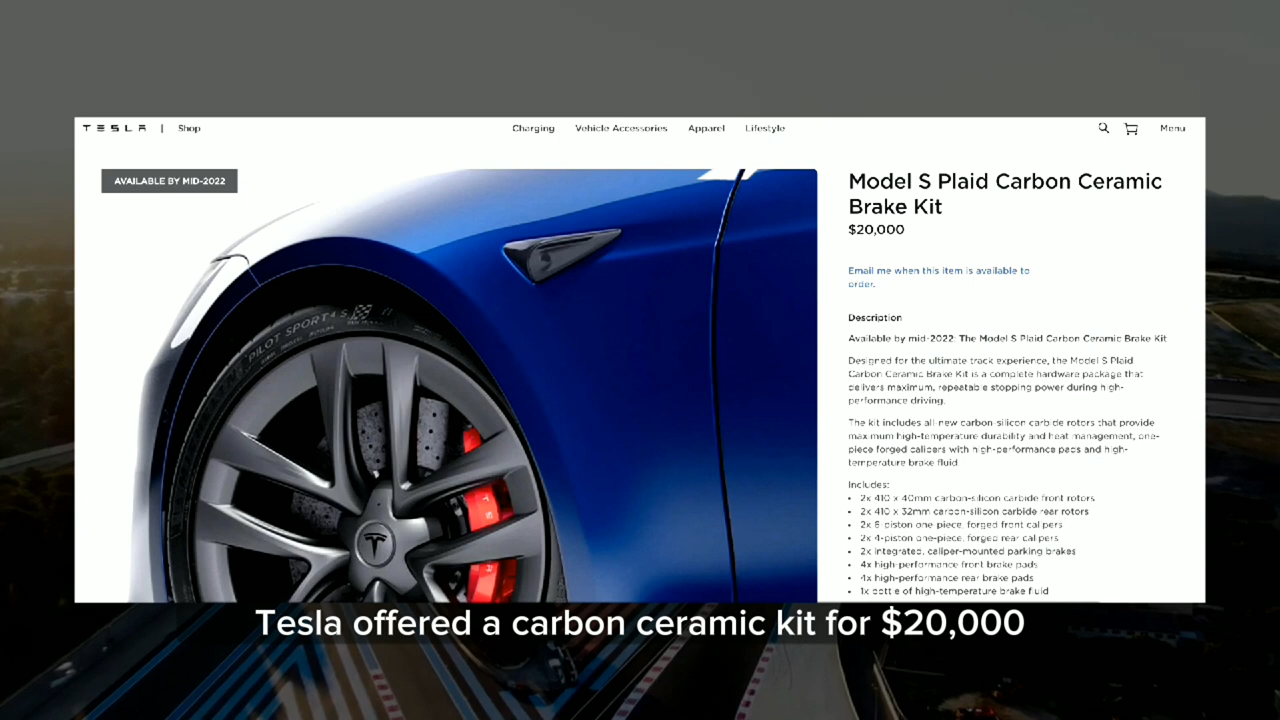 TESLA | Shop
Charging Vehicle Accessories Apparel Lifestyle
Menu
AVAILABLE BY MID-2022
PILOT SPORT 4 S
Model S Plaid Carbon Ceramic
Brake Kit
$20,000
Email me when this item is available to
order.
Description
Available by mid-2022: The Model S Plaid Carbon Ceramic Brake Kit
Designed for the ultimate track experience, the Model S Plaid
Carbon Ceramic Brake Kit is a complete hardware package that
delivers maximum, repeatable stopping power during high-
performance driving.
The kit includes all-new carbon-silicon carbide rotors that provide
maximum high-temperature durability and heat management, one-
piece forged calipers with high-performance pads and high-
temperature brake fluid
Includes:
• 2x 410 x 40mm carbon-silicon carbide front rotors
• 2x 410 x 32mm carbon-silicon carbide rear rotors
• 2x 6-piston one-piece, forged front calipers
• 2x 4-piston one-piece, forged rear calipers
• 2x integrated, caliper-mounted parking brakes
• 4x high-performance front brake pads
• 4x high-performance rear brake pads
• 1x bottle of high-temperature brake fluid
Tesla offered a carbon ceramic kit for $20,000